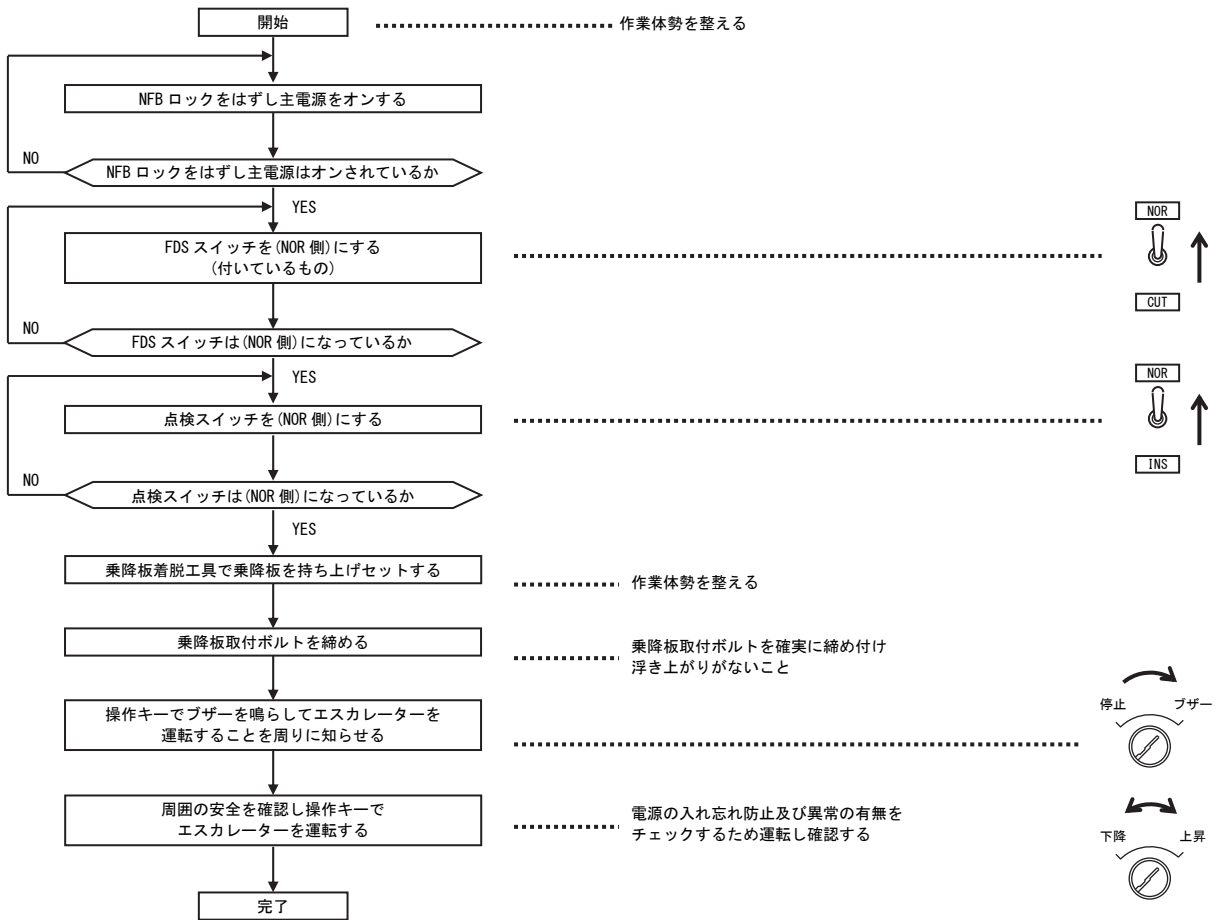 開始
作業体勢を整える
NFB ロックをはずし主電源をオンする
NO
NFB ロックをはずし主電源はオンされているか
YES
FDS スイッチを(NOR 側)にする
(付いているもの)
NOR
CUT
NO
FDS スイッチは(NOR 側)になっているか
YES
点検スイッチを(NOR 側)にする
NOR
INS
NO
点検スイッチは(NOR 側)になっているか
YES
乗降板着脱工具で乗降板を持ち上げセットする
作業体勢を整える
乗降板取付ボルトを締める
乗降板取付ボルトを確実に締め付け
浮き上がりがないこと
操作キーでブザーを鳴らしてエスカレーターを
運転することを周りに知らせる
停止
ブザー
周囲の安全を確認し操作キーで
エスカレーターを運転する
電源の入れ忘れ防止及び異常の有無を
チェックするため運転し確認する
下降
上昇
完了